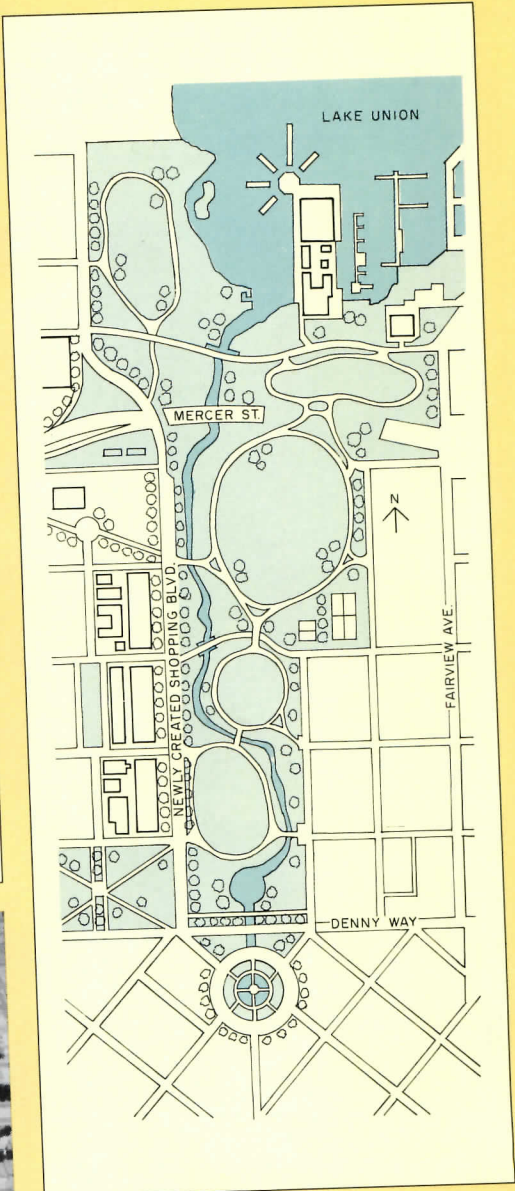 LAKE UNION
MERCER ST.
N
NEWLY CREATED SHOPPING BLVD.
FAIRVIEW AVE.
DENNY WAY